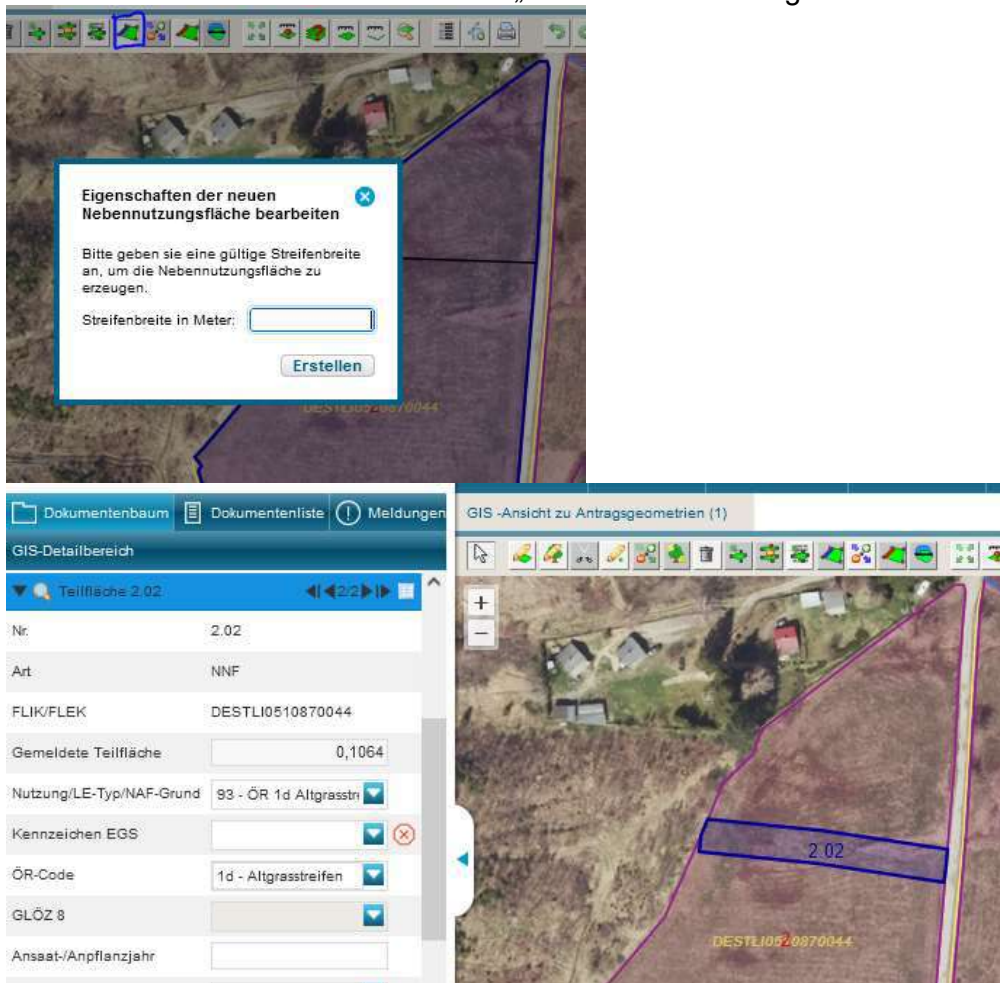 Eigenschaften der neuen
Nebennutzungsfläche bearbeiten
Bitte geben sie eine gültige Streifenbreite
an, um die Nebennutzungsfläche zu
erzeugen.
Streifenbreite in Meter:
Erstellen
Dokumentenbaum Dokumentenliste Meldungen
GIS-Detailbereich
Teilfläche 2.02 2/2
Nr. 2.02
Art NNF
FLIK/FLEK DESTLI0510870044
Gemeldete Teilfläche 0,1064
Nutzung/LE-Typ/NAF-Grund 93 - ÖR 1d Altgrasstr
Kennzeichen EGS
ÖR-Code 1d - Altgrasstreifen
GLÖZ 8
Ansaat-/Anpflanzjahr
GIS -Ansicht zu Antragsgeometrien (1)
+
−
2.02
2